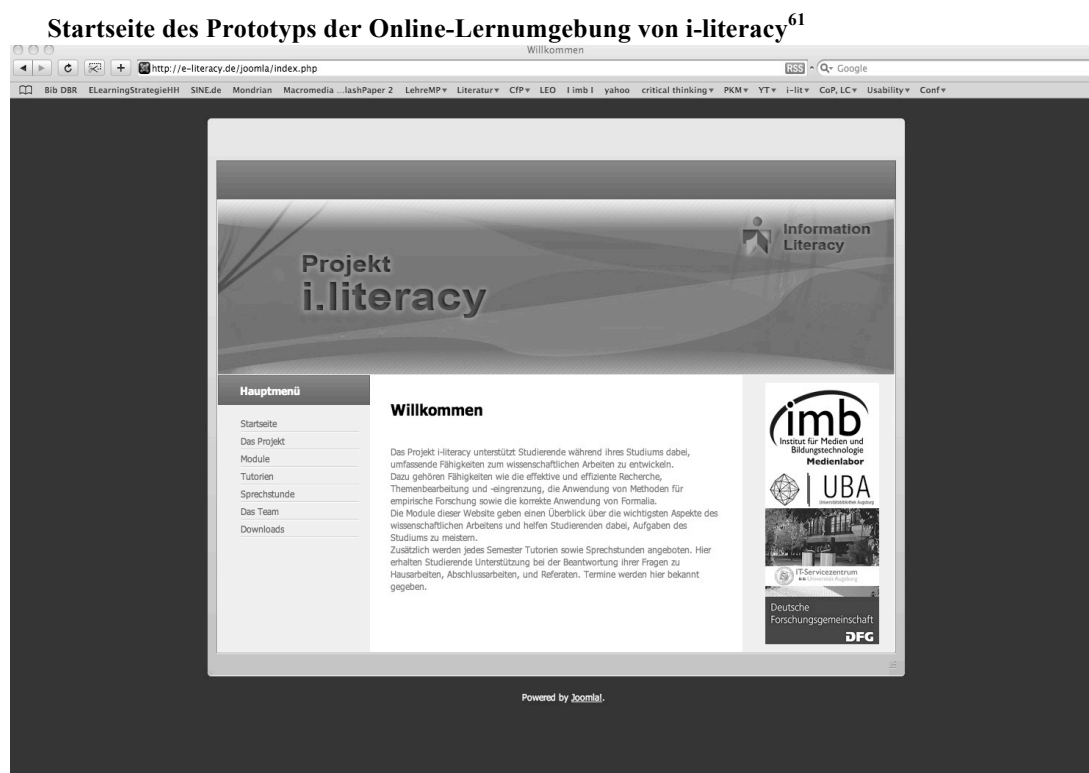 Startseite des Prototyps der Online-Lernumgebung von i-literacy61
Willkommen
http://e-literacy.de/joomla/index.php
RSS
Google
Bib DBR ELearningStrategieHH SINE.de Mondrian Macromedia ...lashPaper 2 LehreMP Literatur CfP LEO I imb I yahoo critical thinking PKM YT i-lit CoP, LC Usability Conf
Information
Literacy
Projekt
i.literacy
Hauptmenü
Startseite
Das Projekt
Module
Tutorien
Sprechstunde
Das Team
Downloads
Willkommen
Das Projekt i-literacy unterstützt Studierende während ihres Studiums dabei,
umfassende Fähigkeiten zum wissenschaftlichen Arbeiten zu entwickeln.
Dazu gehören Fähigkeiten wie die effektive und effiziente Recherche,
Themenbearbeitung und -eingrenzung, die Anwendung von Methoden für
empirische Forschung sowie die korrekte Anwendung von Formalia.
Die Module dieser Website geben einen Überblick über die wichtigsten Aspekte des
wissenschaftlichen Arbeitens und helfen Studierenden dabei, Aufgaben des
Studiums zu meistern.
Zusätzlich werden jedes Semester Tutorien sowie Sprechstunden angeboten. Hier
erhalten Studierende Unterstützung bei der Beantwortung ihrer Fragen zu
Hausarbeiten, Abschlussarbeiten, und Referaten. Termine werden hier bekannt
gegeben.
imb
Institut für Medien und
Bildungstechnologie
Medienlabor
UBA
Universitätsbibliothek Augsburg
IT-Servicezentrum
Universität Augsburg
Deutsche
Forschungsgemeinschaft
DFG
Powered by Joomla!.